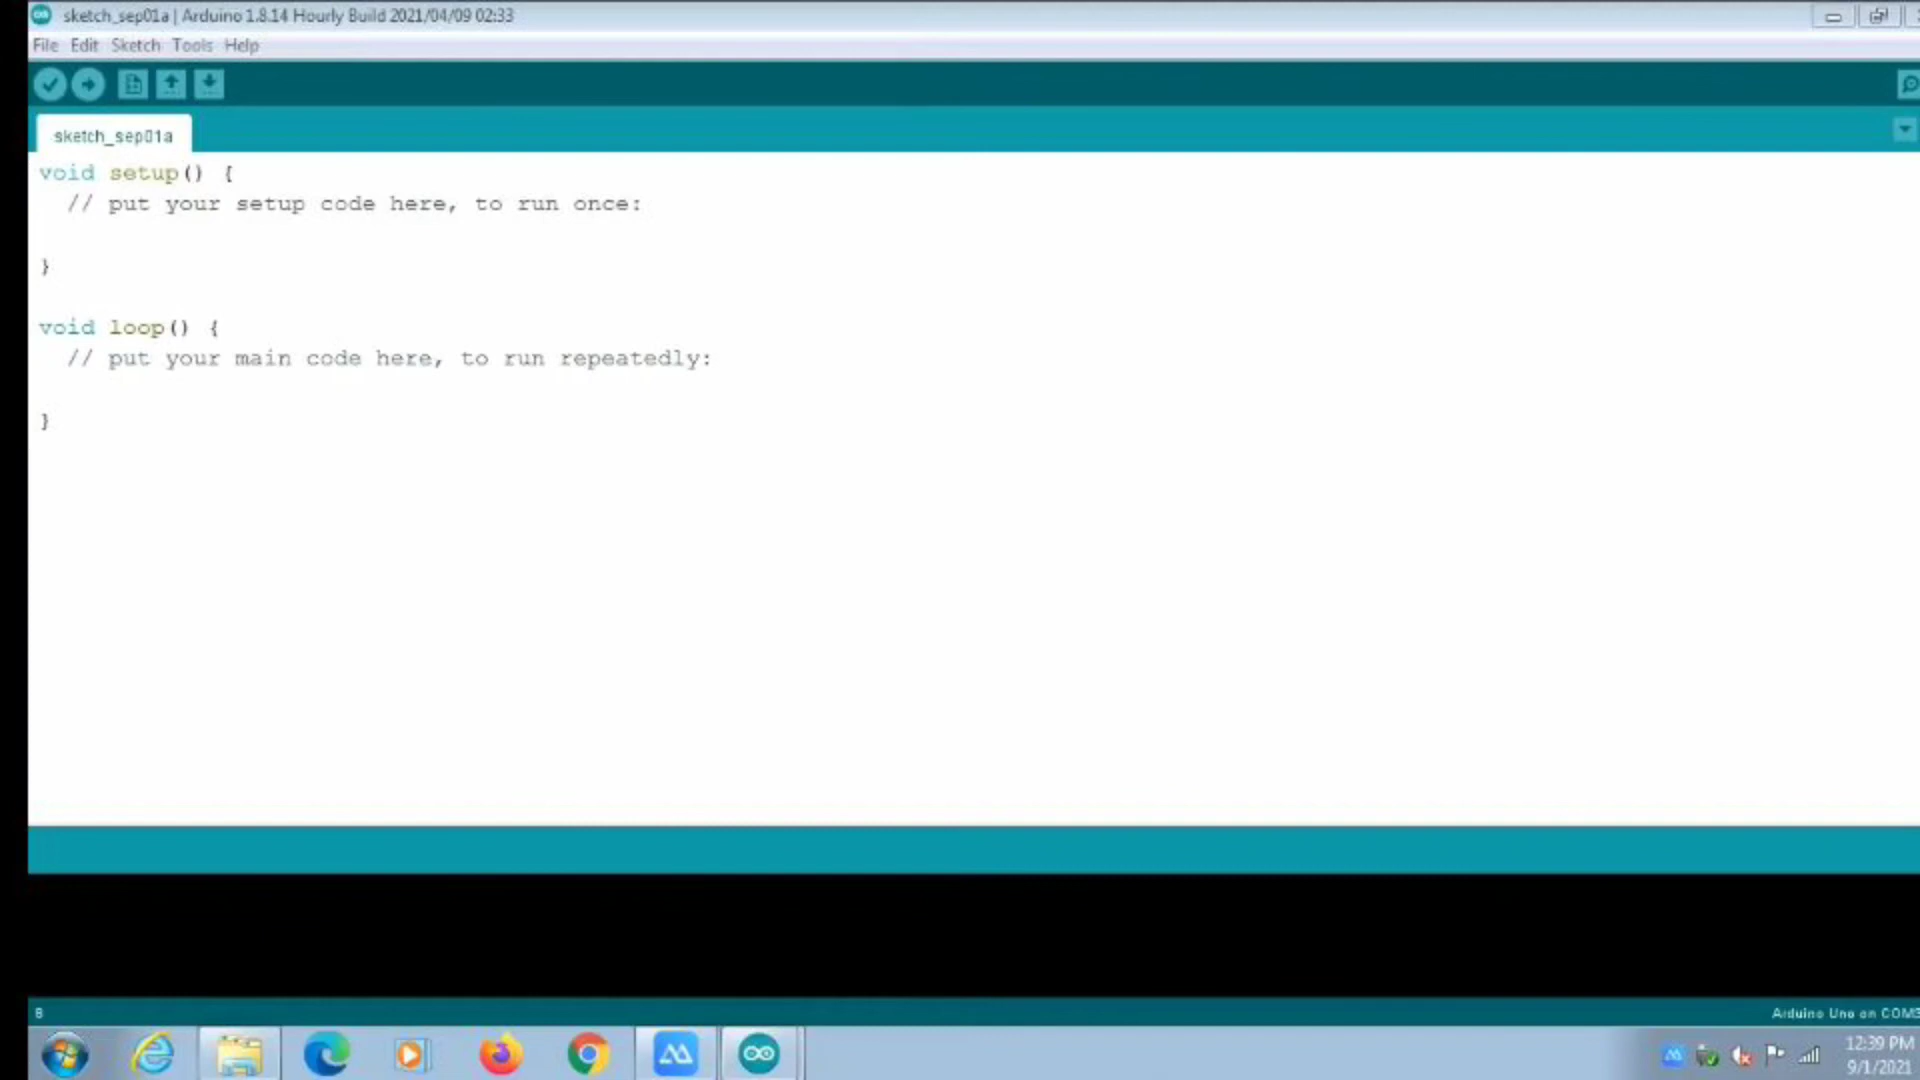 sketch_sep01a | Arduino 1.8.14 Hourly Build 2021/04/09 02:33
File Edit Sketch Tools Help
sketch_sep01a
void setup() {
// put your setup code here, to run once:
}
void loop() {
// put your main code here, to run repeatedly:
}
8
Arduino Uno on COM3
12:39 PM
9/1/2021